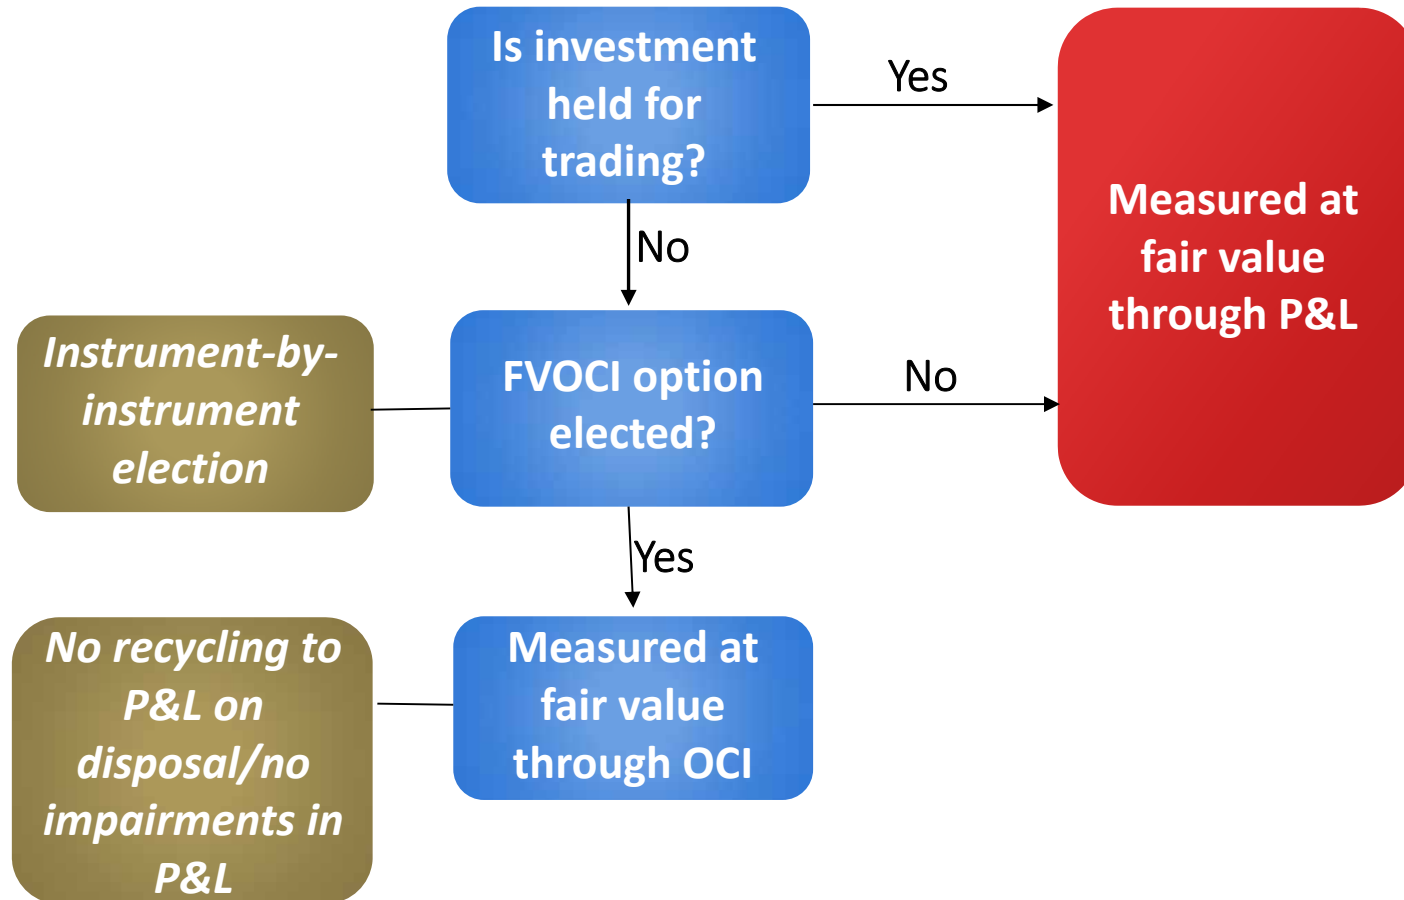 Is investment
held for
trading?
Yes
Measured at
fair value
through P&L
No
Instrument-by-
instrument
election
FVOCI option
elected?
No
Yes
No recycling to
P&L on
disposal/no
impairments in
P&L
Measured at
fair value
through OCI